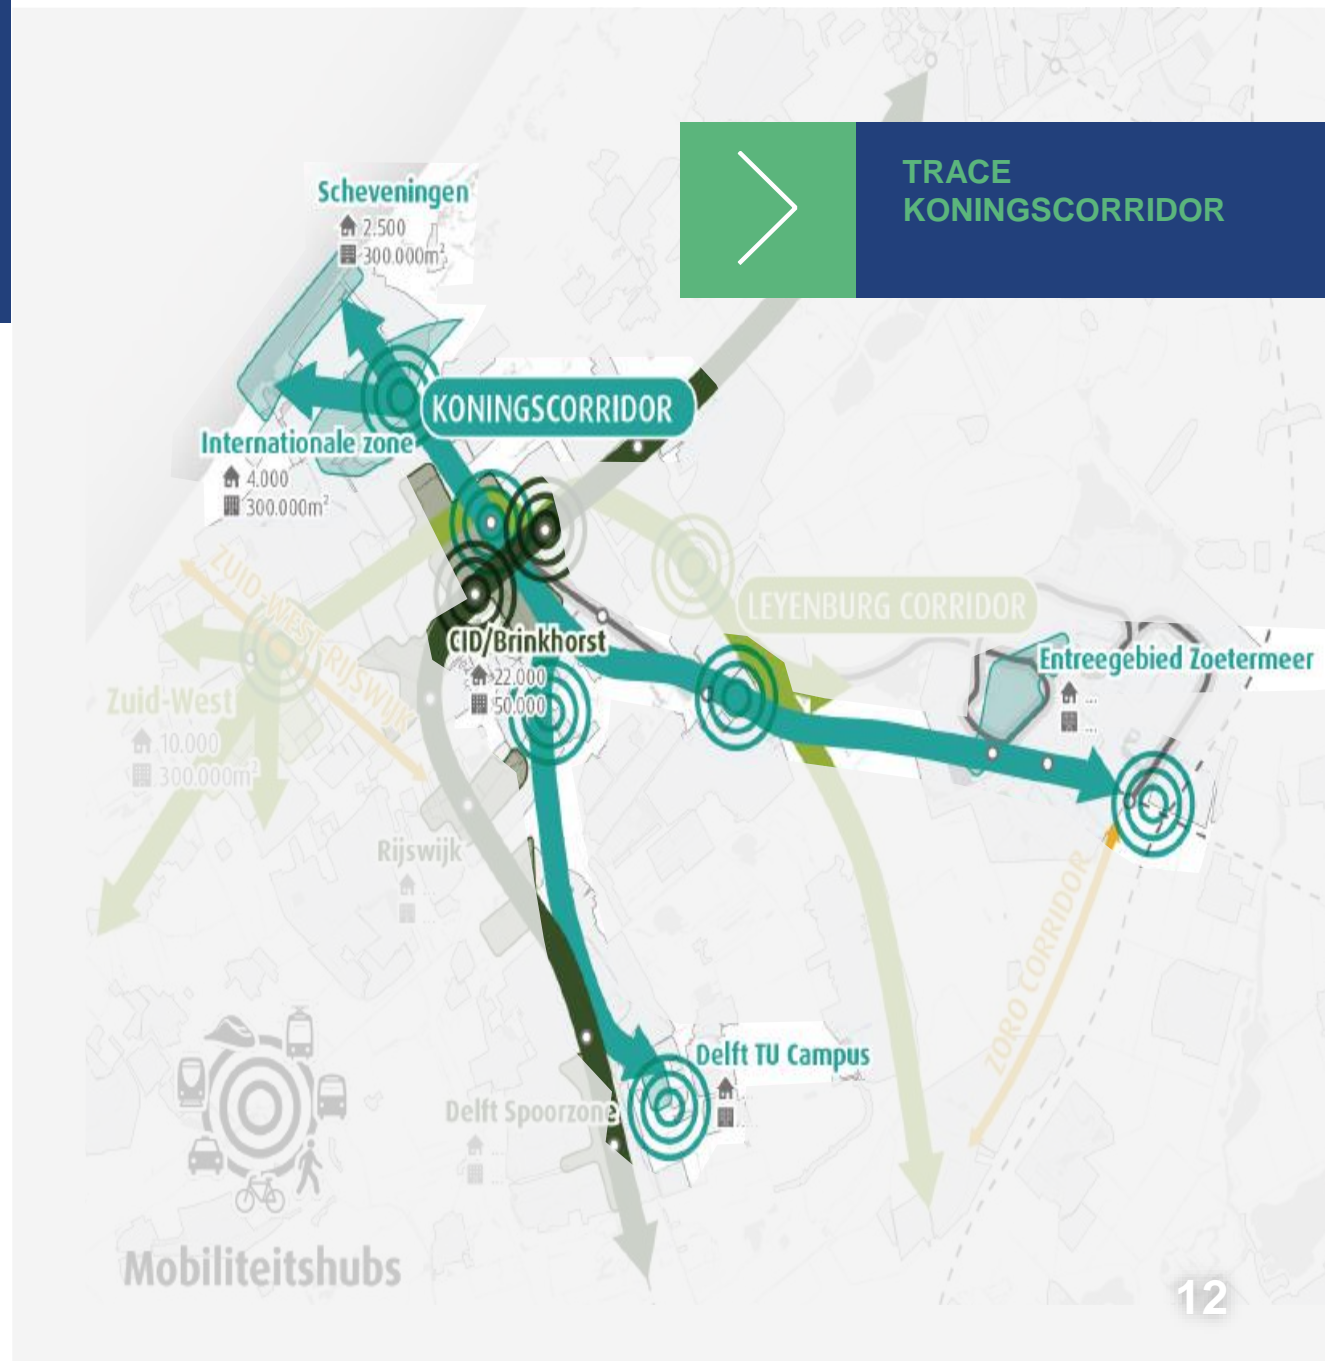 TRACE
KONINGSCORRIDOR
Scheveningen
2.500
300.000m²
KONINGSCORRIDOR
Internationale zone
4.000
300.000m²
ZUID-WEST-RIJSWIJK
LEYENBURG CORRIDOR
CID/Brinkhorst
22.000
50.000
Entreegebied Zoetermeer
...
...
Zuid-West
10.000
300.000m²
Rijswijk
...
...
ZORO CORRIDOR
Delft TU Campus
...
...
Delft Spoorzone
...
...
Mobiliteitshubs
12